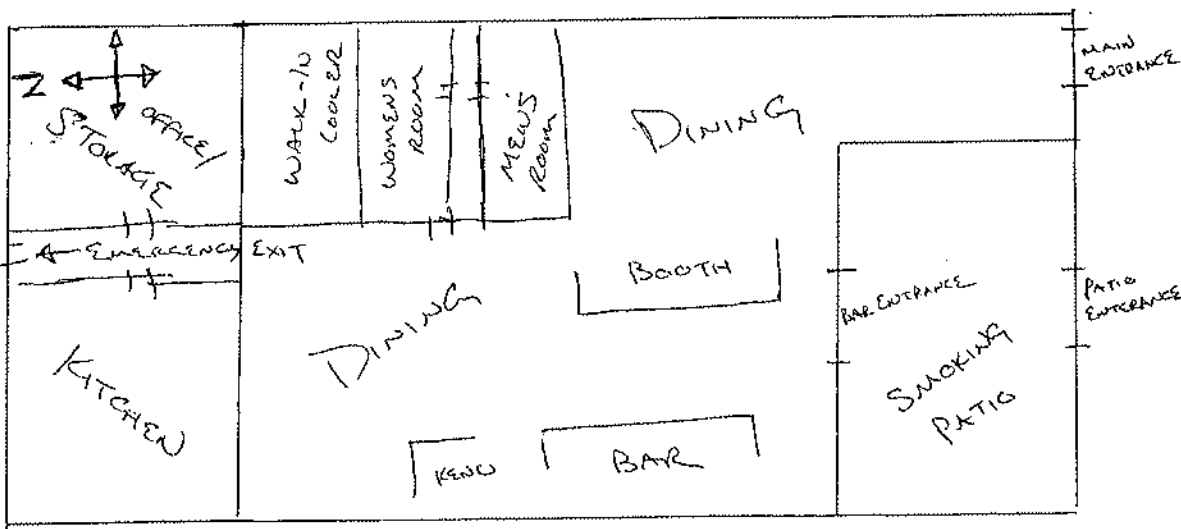 N
OFFICE/
STORAGE
WALK-IN
COOLER
WOMENS
ROOM
MEN'S
ROOM
DINING
MAIN
ENTRANCE
EMERGENCY EXIT
KITCHEN
DINING
BOOTH
BAR ENTRANCE
PATIO
ENTERANCE
SMOKING
PATIO
KENO
BAR